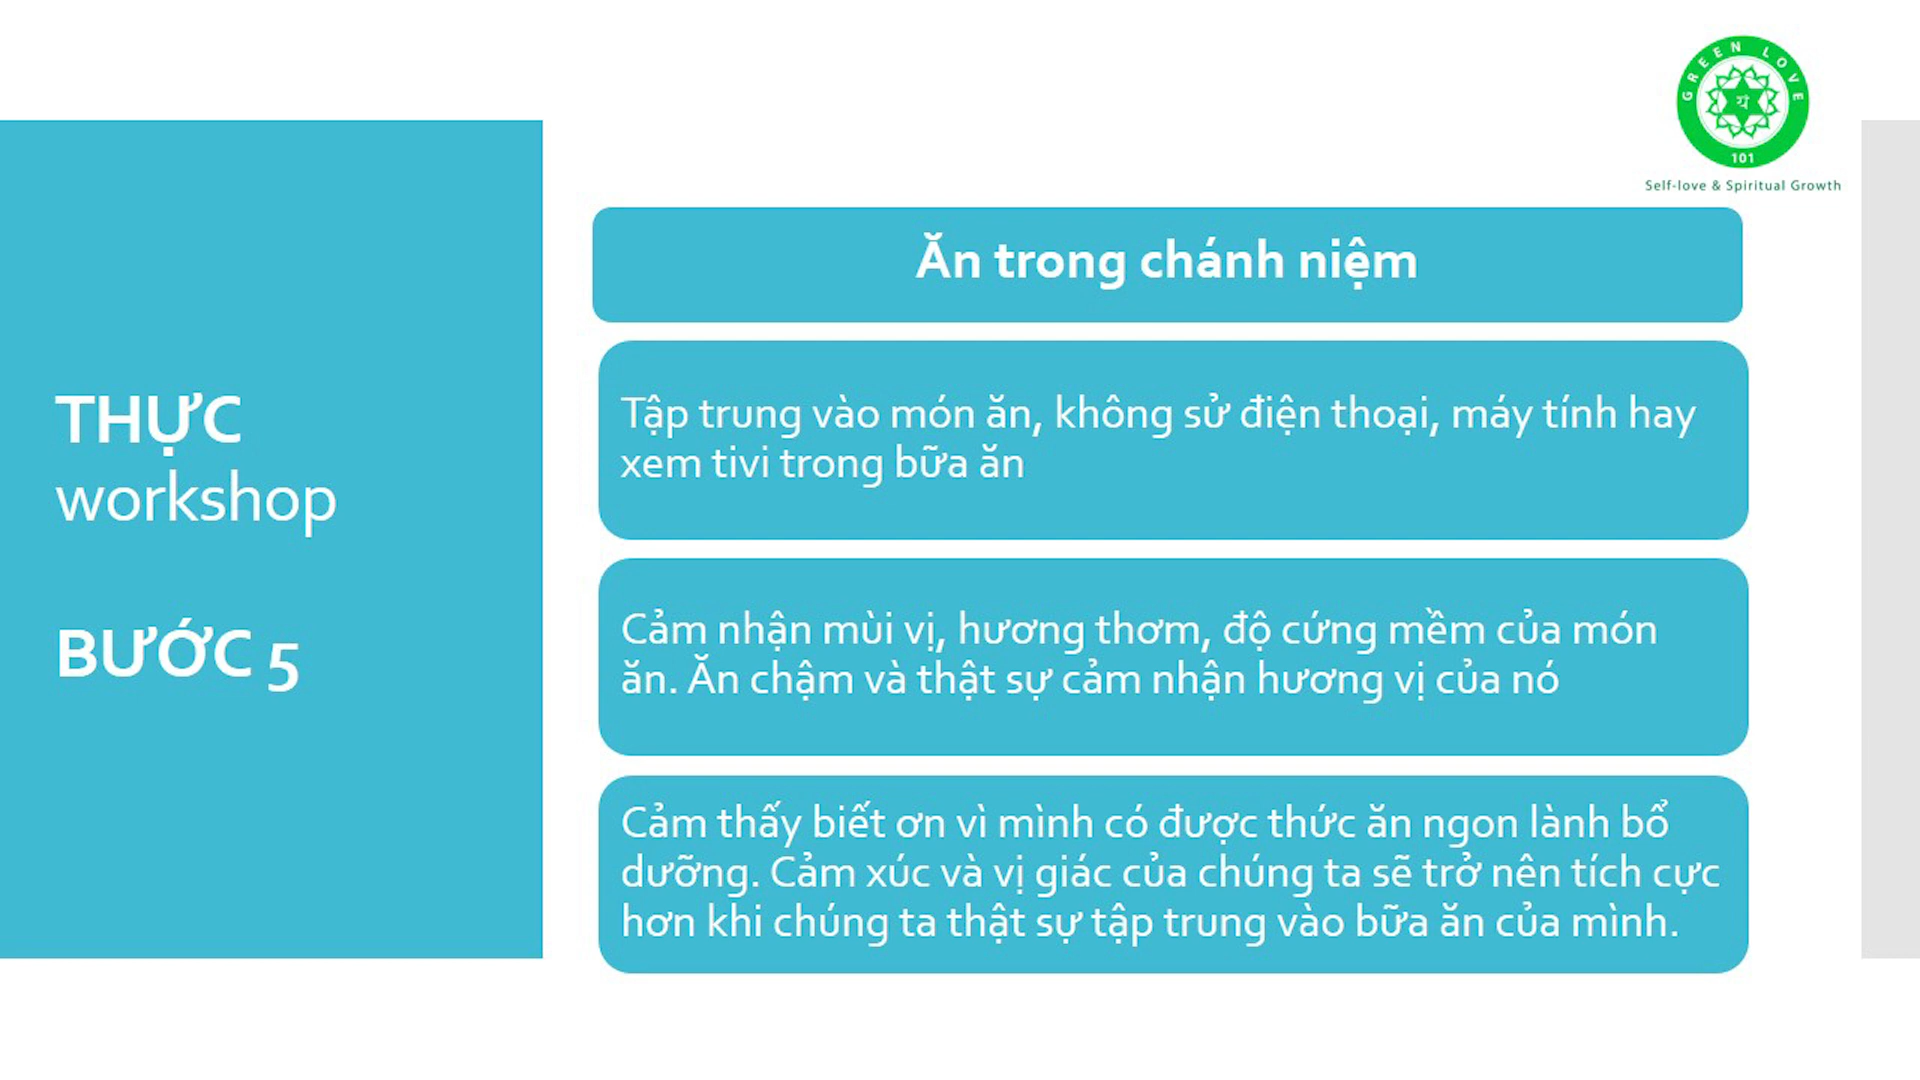 GREEN LOVE
101
Self-love & Spiritual Growth
THỰC
workshop
BƯỚC 5
Ăn trong chánh niệm
Tập trung vào món ăn, không sử điện thoại, máy tính hay
xem tivi trong bữa ăn
Cảm nhận mùi vị, hương thơm, độ cứng mềm của món
ăn. Ăn chậm và thật sự cảm nhận hương vị của nó
Cảm thấy biết ơn vì mình có được thức ăn ngon lành bổ
dưỡng. Cảm xúc và vị giác của chúng ta sẽ trở nên tích cực
hơn khi chúng ta thật sự tập trung vào bữa ăn của mình.